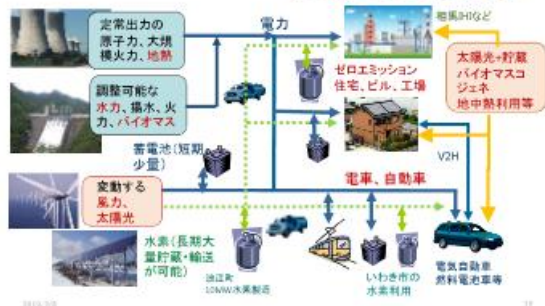 定常出力の
原子力、大規
模火力、地熱
電力
相馬IHIなど
太陽光+貯蔵
バイオマスコ
ジェネ
地中熱利用等
調整可能な
水力、揚水、火
力、バイオマス
ゼロエミッション
住宅、ビル、工場
蓄電池(短期
少量)
V2H
変動する
風力、
太陽光
電車、自動車
水素(長期大
量貯蔵・輸送
が可能)
浪江町
10MW水素製造
いわき市の
水素利用
電気自動車
燃料電池車等